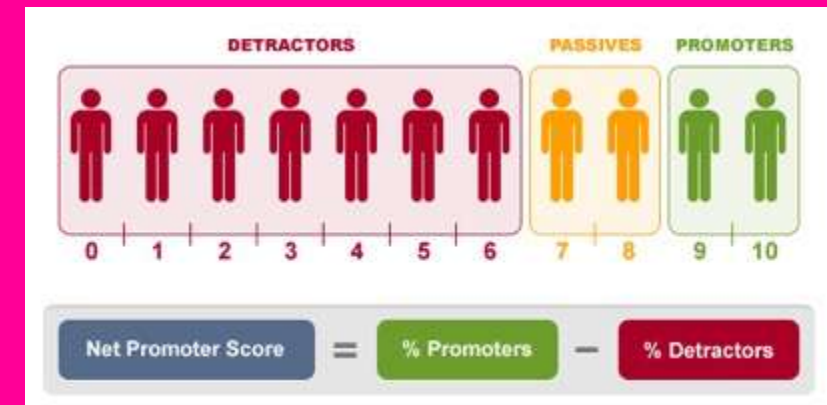 DETRACTORS PASSIVES PROMOTERS
0 1 2 3 4 5 6 7 8 9 10
Net Promoter Score = % Promoters − % Detractors